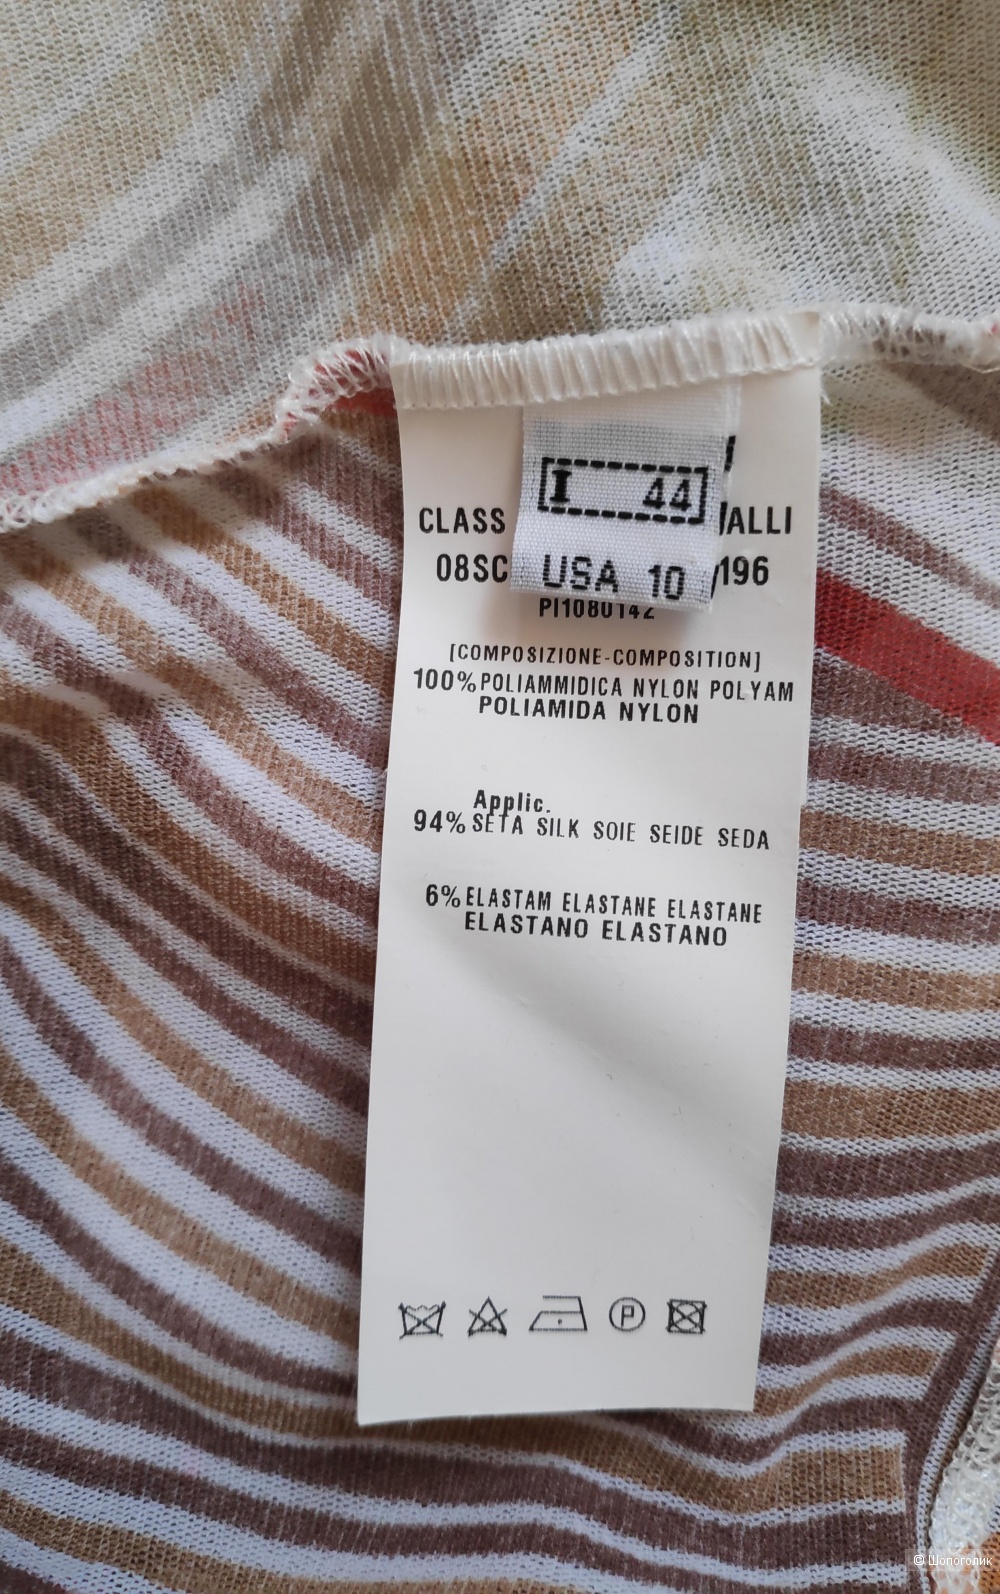 I 44
USA 10
CLASS
ALLI
08SC
196
PI1080142
[COMPOSIZIONE-COMPOSITION]
100% POLIAMMIDICA NYLON POLYAM
POLIAMIDA NYLON
Applic.
94% SETA SILK SOIE SEIDE SEDA
6% ELASTAM ELASTANE ELASTANE
ELASTANO ELASTANO
P
© Шопоголик